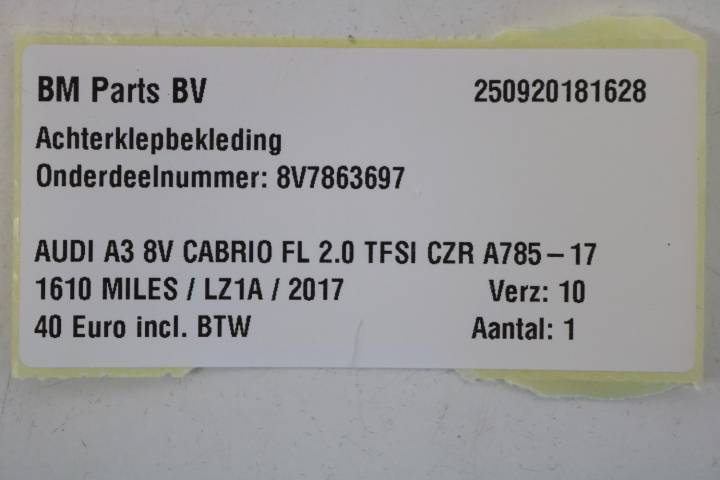 BM Parts BV 250920181628
Achterklepbekleding
Onderdeelnummer: 8V7863697
AUDI A3 8V CABRIO FL 2.0 TFSI CZR A785-17
1610 MILES / LZ1A / 2017 Verz: 10
40 Euro incl. BTW Aantal: 1